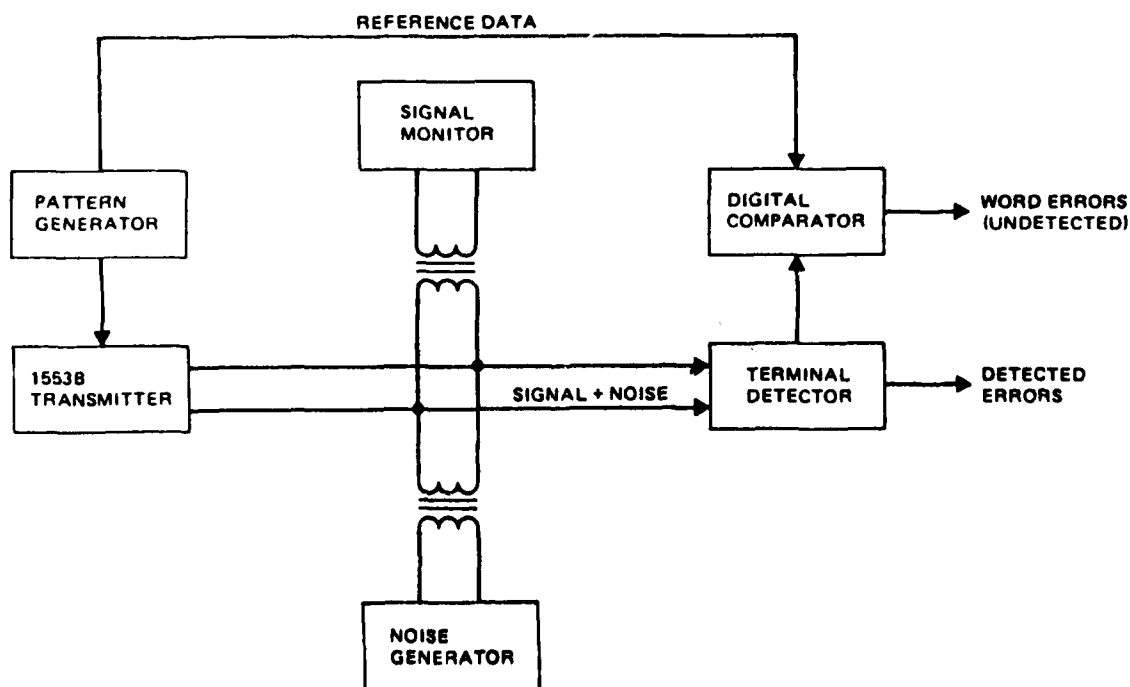 REFERENCE DATA
SIGNAL
MONITOR
PATTERN
GENERATOR
DIGITAL
COMPARATOR
WORD ERRORS
(UNDETECTED)
1553B
TRANSMITTER
SIGNAL + NOISE
TERMINAL
DETECTOR
DETECTED
ERRORS
NOISE
GENERATOR